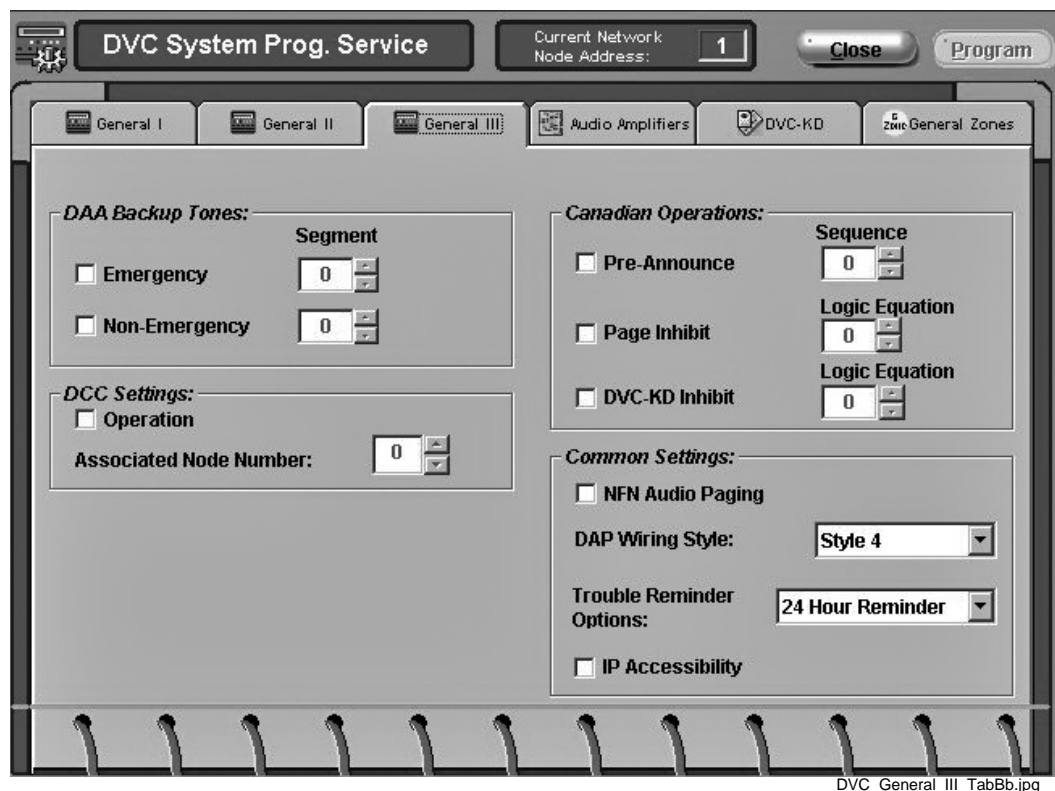 DVC System Prog. Service
Current Network
Node Address:
1
Close
Program
General I
General II
General III
Audio Amplifiers
DVC-KD
G
ZONE
General Zones
DAA Backup Tones:
Segment
Emergency
0
Non-Emergency
0
DCC Settings:
Operation
Associated Node Number:
0
Canadian Operations:
Sequence
Pre-Announce
0
Logic Equation
Page Inhibit
0
Logic Equation
DVC-KD Inhibit
0
Common Settings:
NFN Audio Paging
DAP Wiring Style:
Style 4
Trouble Reminder
Options:
24 Hour Reminder
IP Accessibility
DVC_General_III_TabBb.jpg